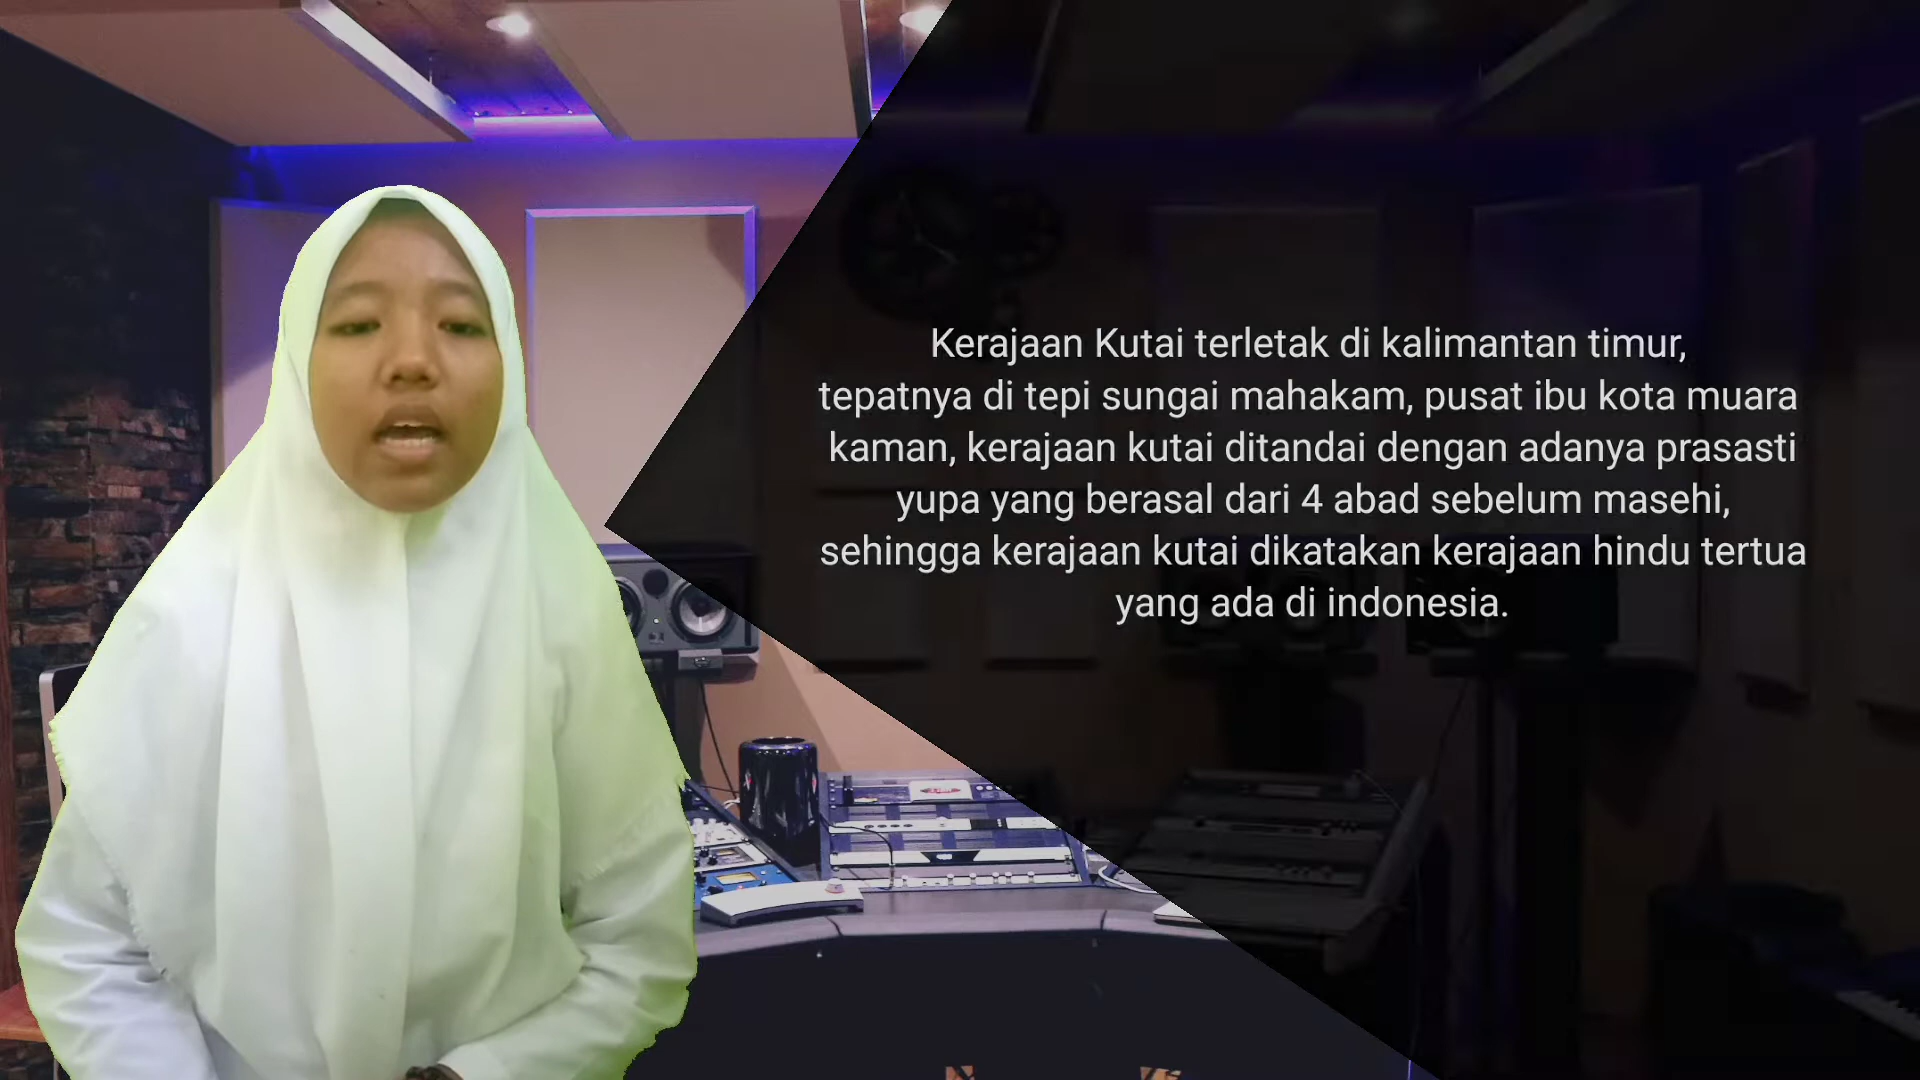 Kerajaan Kutai terletak di kalimantan timur,
tepatnya di tepi sungai mahakam, pusat ibu kota muara
kaman, kerajaan kutai ditandai dengan adanya prasasti
yupa yang berasal dari 4 abad sebelum masehi,
sehingga kerajaan kutai dikatakan kerajaan hindu tertua
yang ada di indonesia.